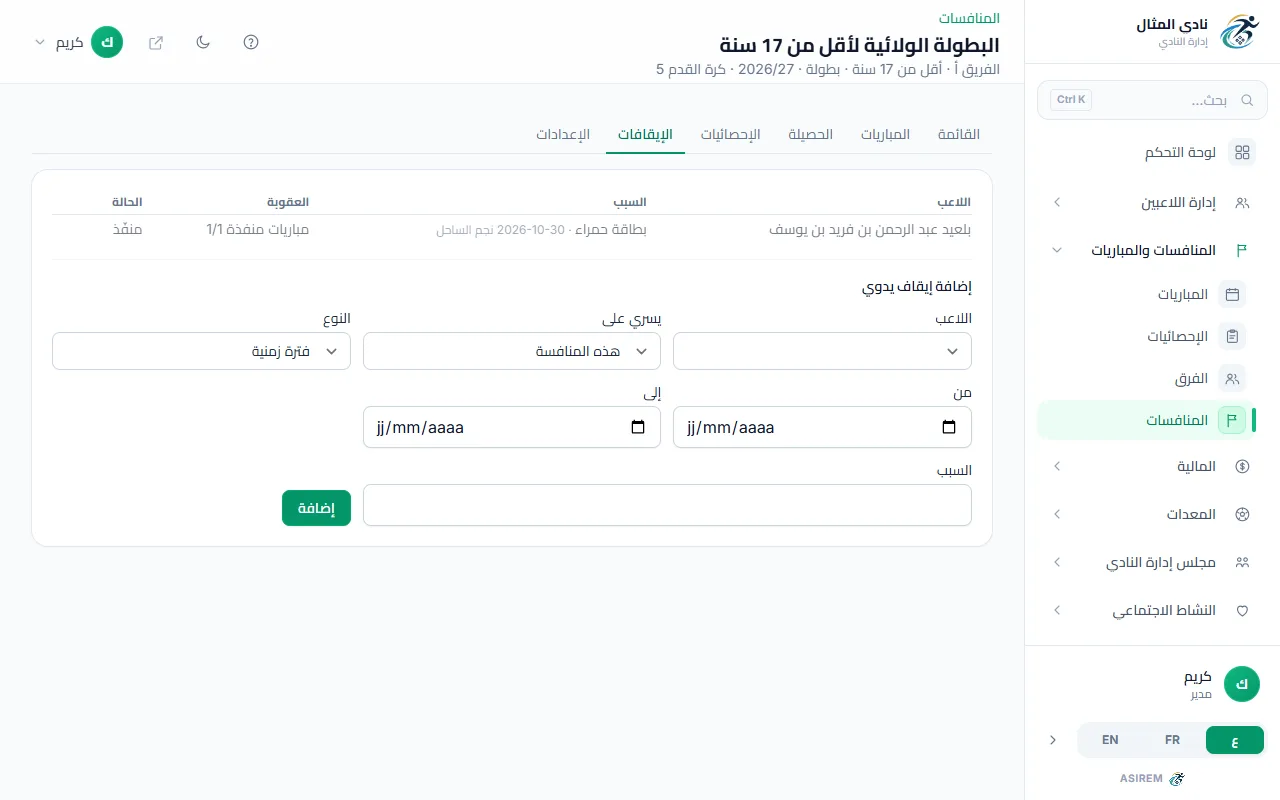 نادي المثال
إدارة النادي
بحث...
Ctrl K
لوحة التحكم
إدارة اللاعبين
المنافسات والمباريات
المباريات
الإحصائيات
الفرق
المنافسات
المالية
المعدات
مجلس إدارة النادي
النشاط الاجتماعي
ك
كريم
مدير
ع
FR
EN
ASIREM
المنافسات
البطولة الولائية لأقل من 17 سنة
الفريق أ · أقل من 17 سنة · بطولة · 2026/27 · كرة القدم 5
ك
كريم
القائمة
المباريات
الحصيلة
الإحصائيات
الإيقافات
الإعدادات
اللاعب
السبب
العقوبة
الحالة
بلعيد عبد الرحمن بن فريد بن يوسف
بطاقة حمراء · 2026-10-30 نجم الساحل
مباريات منفذة 1/1
منفّذ
إضافة إيقاف يدوي
اللاعب
يسري على
النوع
هذه المنافسة
فترة زمنية
من
إلى
jj/mm/aaaa
jj/mm/aaaa
السبب
إضافة